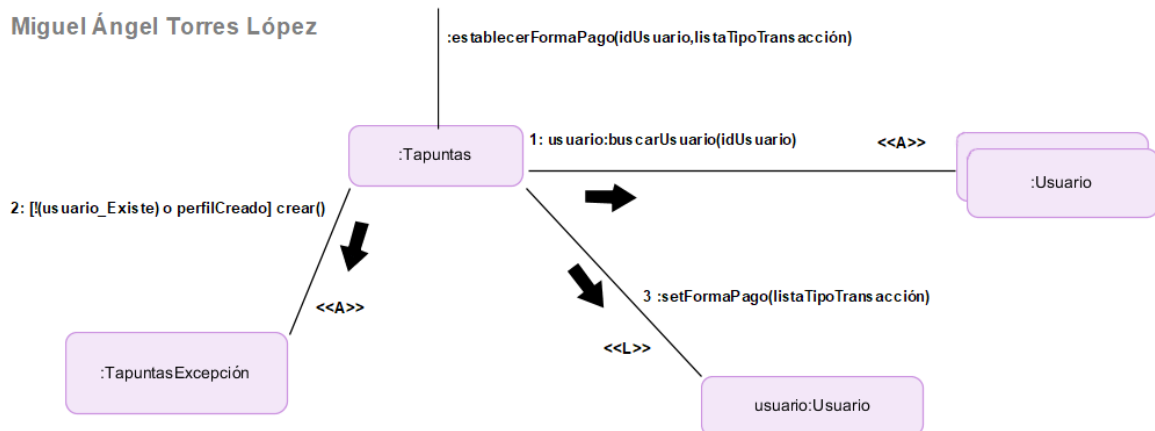 Miguel Ángel Torres López
:establecerFormaPago(idUsuario,listaTipoTransacción)
:Tapuntas
1: usuario:buscarUsuario(idUsuario)
<<A>>
:Usuario
2: [!(usuario_Existe) o perfilCreado] crear()
<<A>>
3 :setFormaPago(listaTipoTransacción)
<<L>>
:TapuntasExcepción
usuario:Usuario